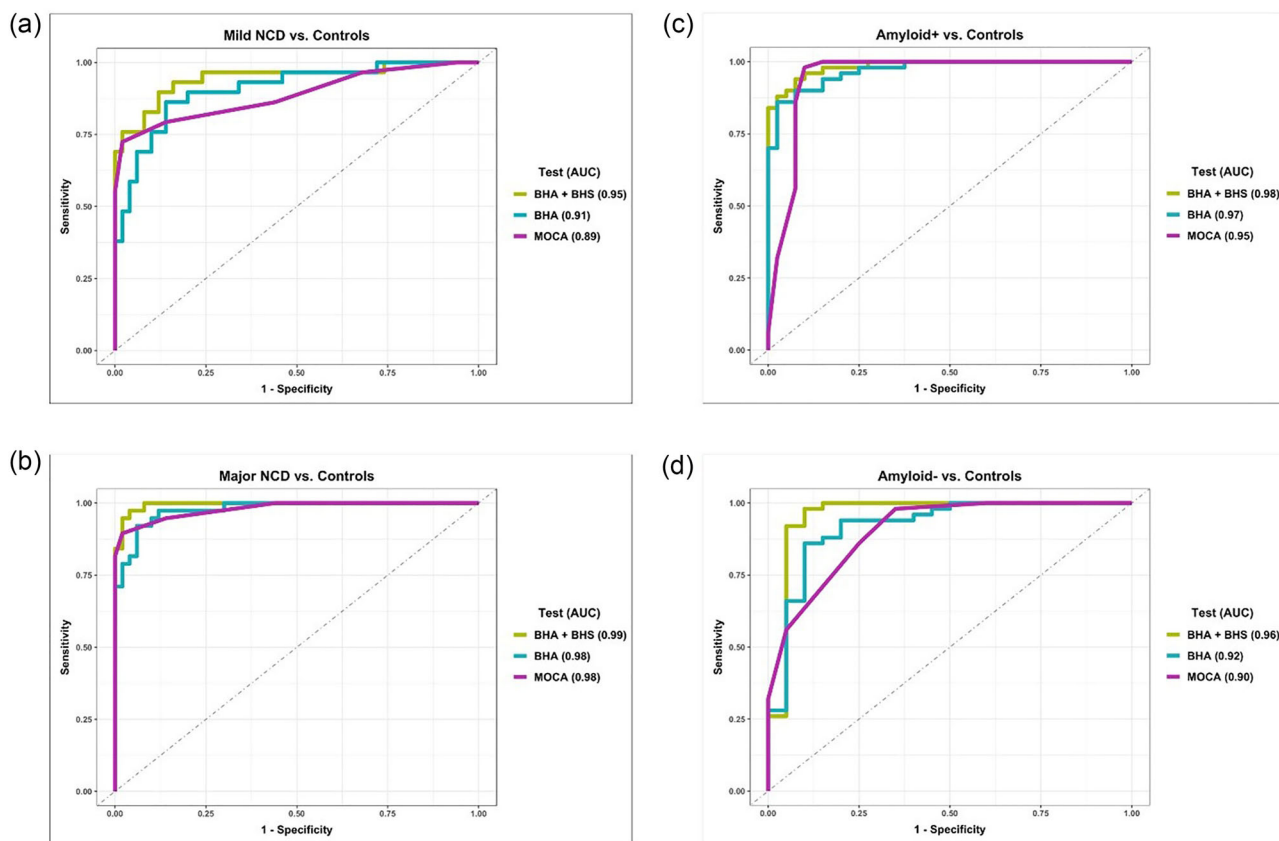 (a)
Mild NCD vs. Controls
1.00
0.75
0.50
0.25
0.00
Sensitivity
0.00 0.25 0.50 0.75 1.00
1 - Specificity
Test (AUC)
BHA + BHS (0.95)
BHA (0.91)
MOCA (0.89)
(c)
Amyloid+ vs. Controls
1.00
0.75
0.50
0.25
0.00
Sensitivity
0.00 0.25 0.50 0.75 1.00
1 - Specificity
Test (AUC)
BHA + BHS (0.98)
BHA (0.97)
MOCA (0.95)
(b)
Major NCD vs. Controls
1.00
0.75
0.50
0.25
0.00
Sensitivity
0.00 0.25 0.50 0.75 1.00
1 - Specificity
Test (AUC)
BHA + BHS (0.99)
BHA (0.98)
MOCA (0.98)
(d)
Amyloid- vs. Controls
1.00
0.75
0.50
0.25
0.00
Sensitivity
0.00 0.25 0.50 0.75 1.00
1 - Specificity
Test (AUC)
BHA + BHS (0.96)
BHA (0.92)
MOCA (0.90)